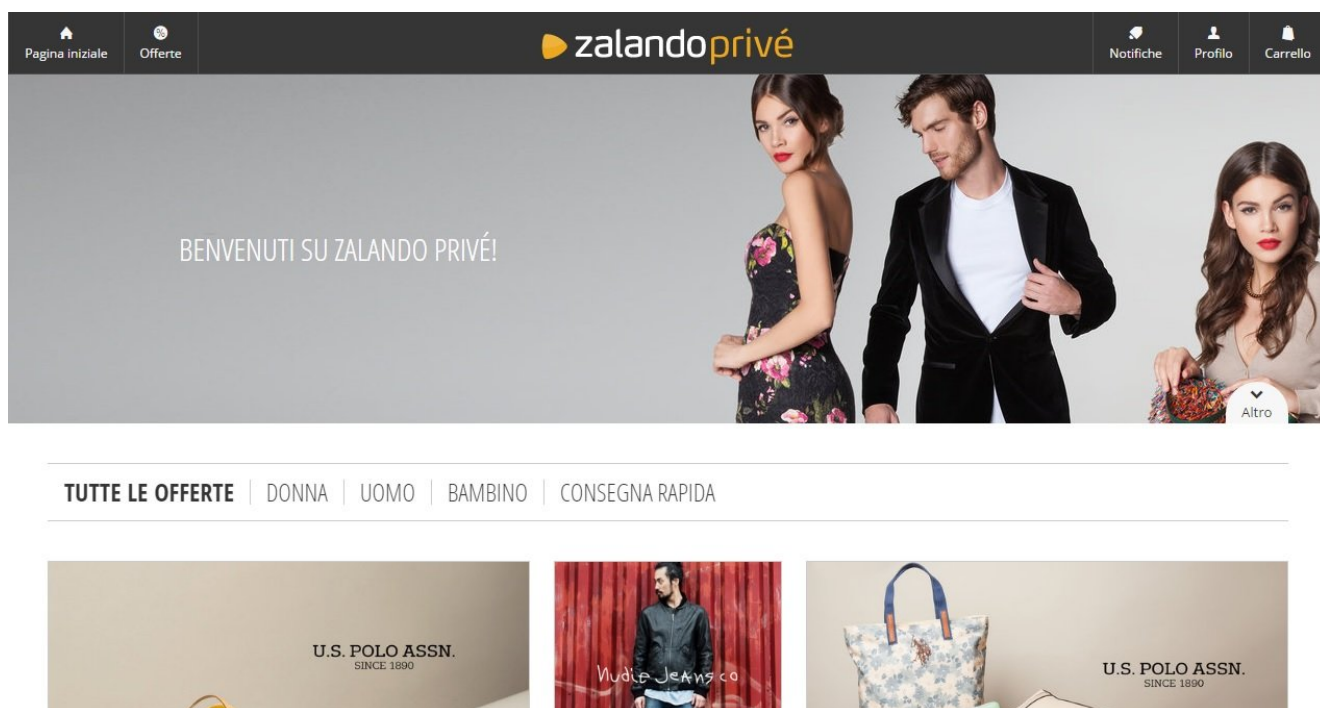 Pagina iniziale
Offerte
zalandoprivé
Notifiche
Profilo
Carrello
BENVENUTI SU ZALANDO PRIVÉ!
Altro
TUTTE LE OFFERTE
DONNA
UOMO
BAMBINO
CONSEGNA RAPIDA
U.S. POLO ASSN.
SINCE 1890
Nudie Jeans co
U.S. POLO ASSN.
SINCE 1890